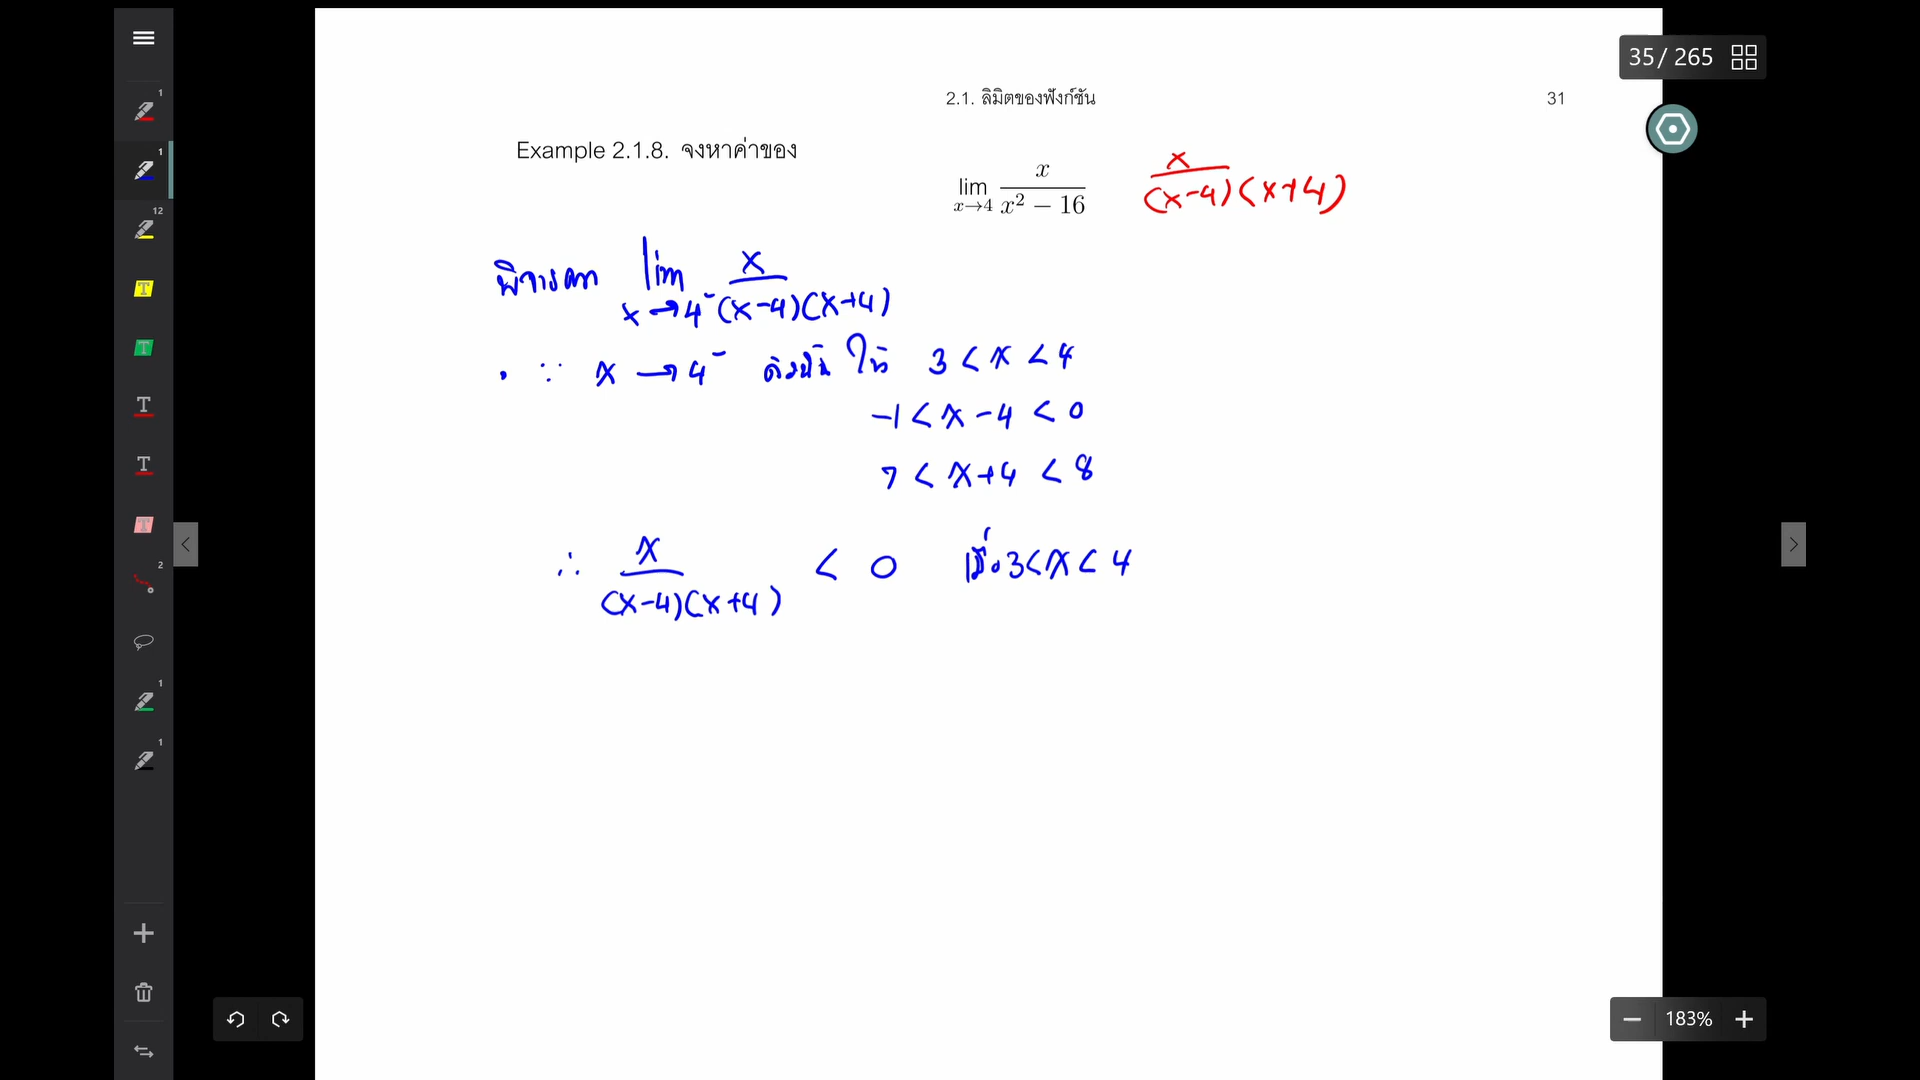 35 / 265
2.1. ลิมิตของฟังก์ชัน 31
Example 2.1.8. จงหาค่าของ
lim x→4 x / (x² − 16)
x / (x-4)(x+4)
พิจารณา lim x→4⁻ x / (x-4)(x+4)
• ∵ x → 4⁻ ดังนั้น ให้ 3 < x < 4
-1 < x - 4 < 0
7 < x+4 < 8
∴ x / (x-4)(x+4) < 0 เมื่อ 3 < x < 4
183%